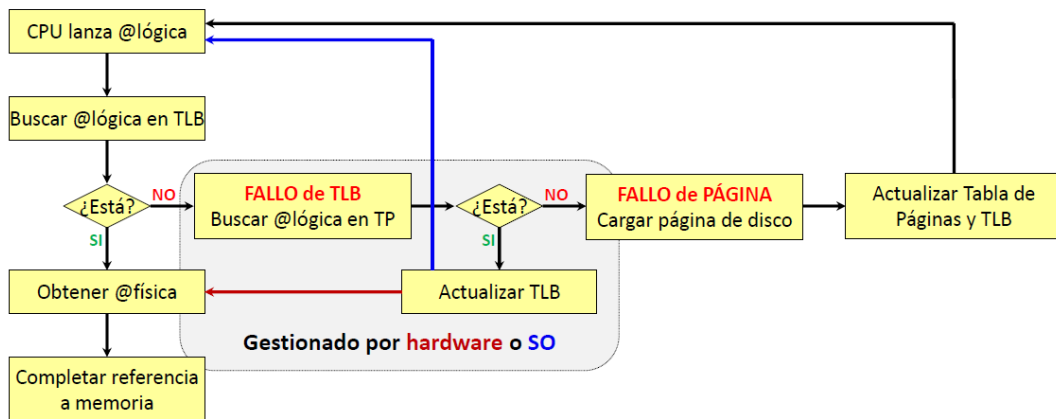 CPU lanza @lógica
Buscar @lógica en TLB
¿Está?
NO
SI
FALLO de TLB
Buscar @lógica en TP
¿Está?
NO
SI
FALLO de PÁGINA
Cargar página de disco
Actualizar Tabla de
Páginas y TLB
Obtener @física
Actualizar TLB
Gestionado por hardware o SO
Completar referencia
a memoria